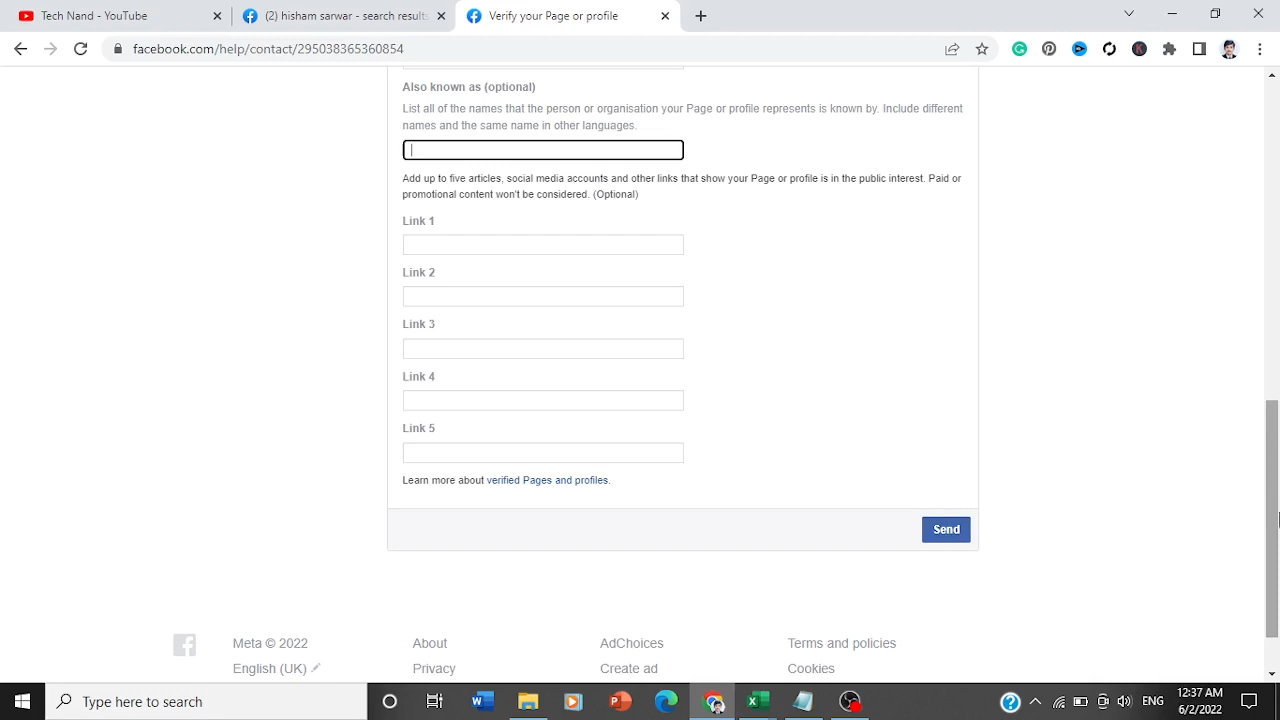 Tech Nand - YouTube
(2) hisham sarwar - search results
Verify your Page or profile
facebook.com/help/contact/295038365360854
Also known as (optional)
List all of the names that the person or organisation your Page or profile represents is known by. Include different
names and the same name in other languages.
Add up to five articles, social media accounts and other links that show your Page or profile is in the public interest. Paid or
promotional content won't be considered. (Optional)
Link 1
Link 2
Link 3
Link 4
Link 5
Learn more about verified Pages and profiles.
Send
Meta © 2022
About
AdChoices
Terms and policies
English (UK)
Privacy
Create ad
Cookies
Type here to search
ENG
12:37 AM
6/2/2022